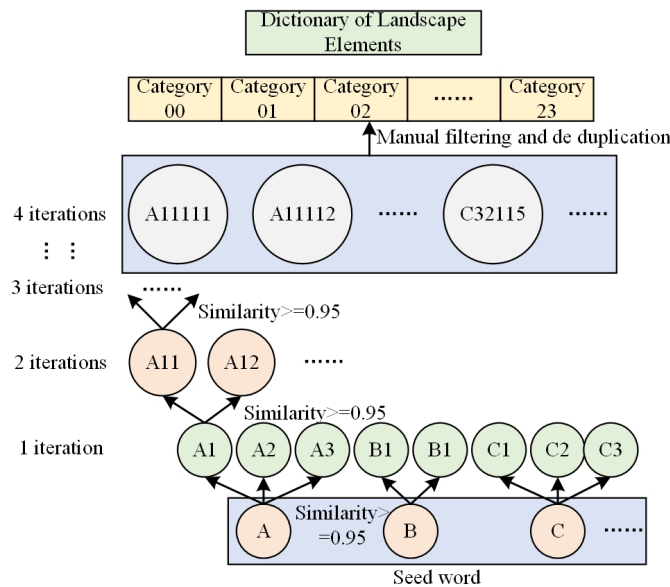 Dictionary of Landscape
Elements
Category
00
Category
01
Category
02
......
Category
23
Manual filtering and de duplication
4 iterations
A11111
A11112
......
C32115
......
3 iterations
......
Similarity>=0.95
2 iterations
A11
A12
......
Similarity>=0.95
1 iteration
A1
A2
A3
B1
B1
C1
C2
C3
A
Similarity>
=0.95
B
C
......
Seed word